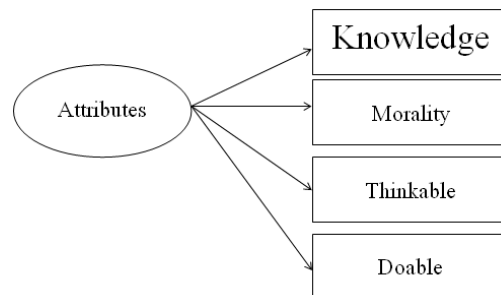 Knowledge
Attributes
Morality
Thinkable
Doable